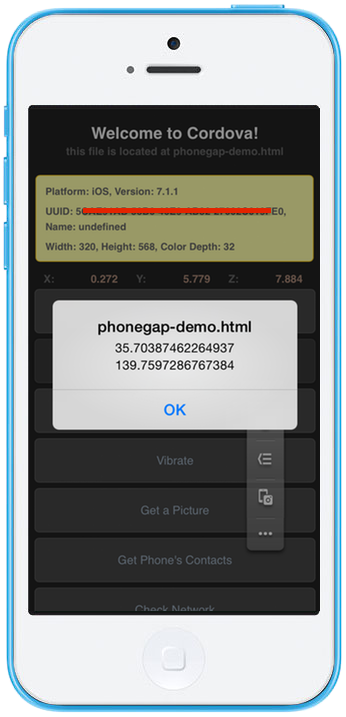 Welcome to Cordova!
this file is located at phonegap-demo.html
Platform: iOS, Version: 7.1.1
UUID: E0,
Name: undefined
Width: 320, Height: 568, Color Depth: 32
X: 0.272 Y: 5.779 Z: 7.884
phonegap-demo.html
35.70387462264937
139.7597286767384
OK
Vibrate
Get a Picture
Get Phone's Contacts
Check Network